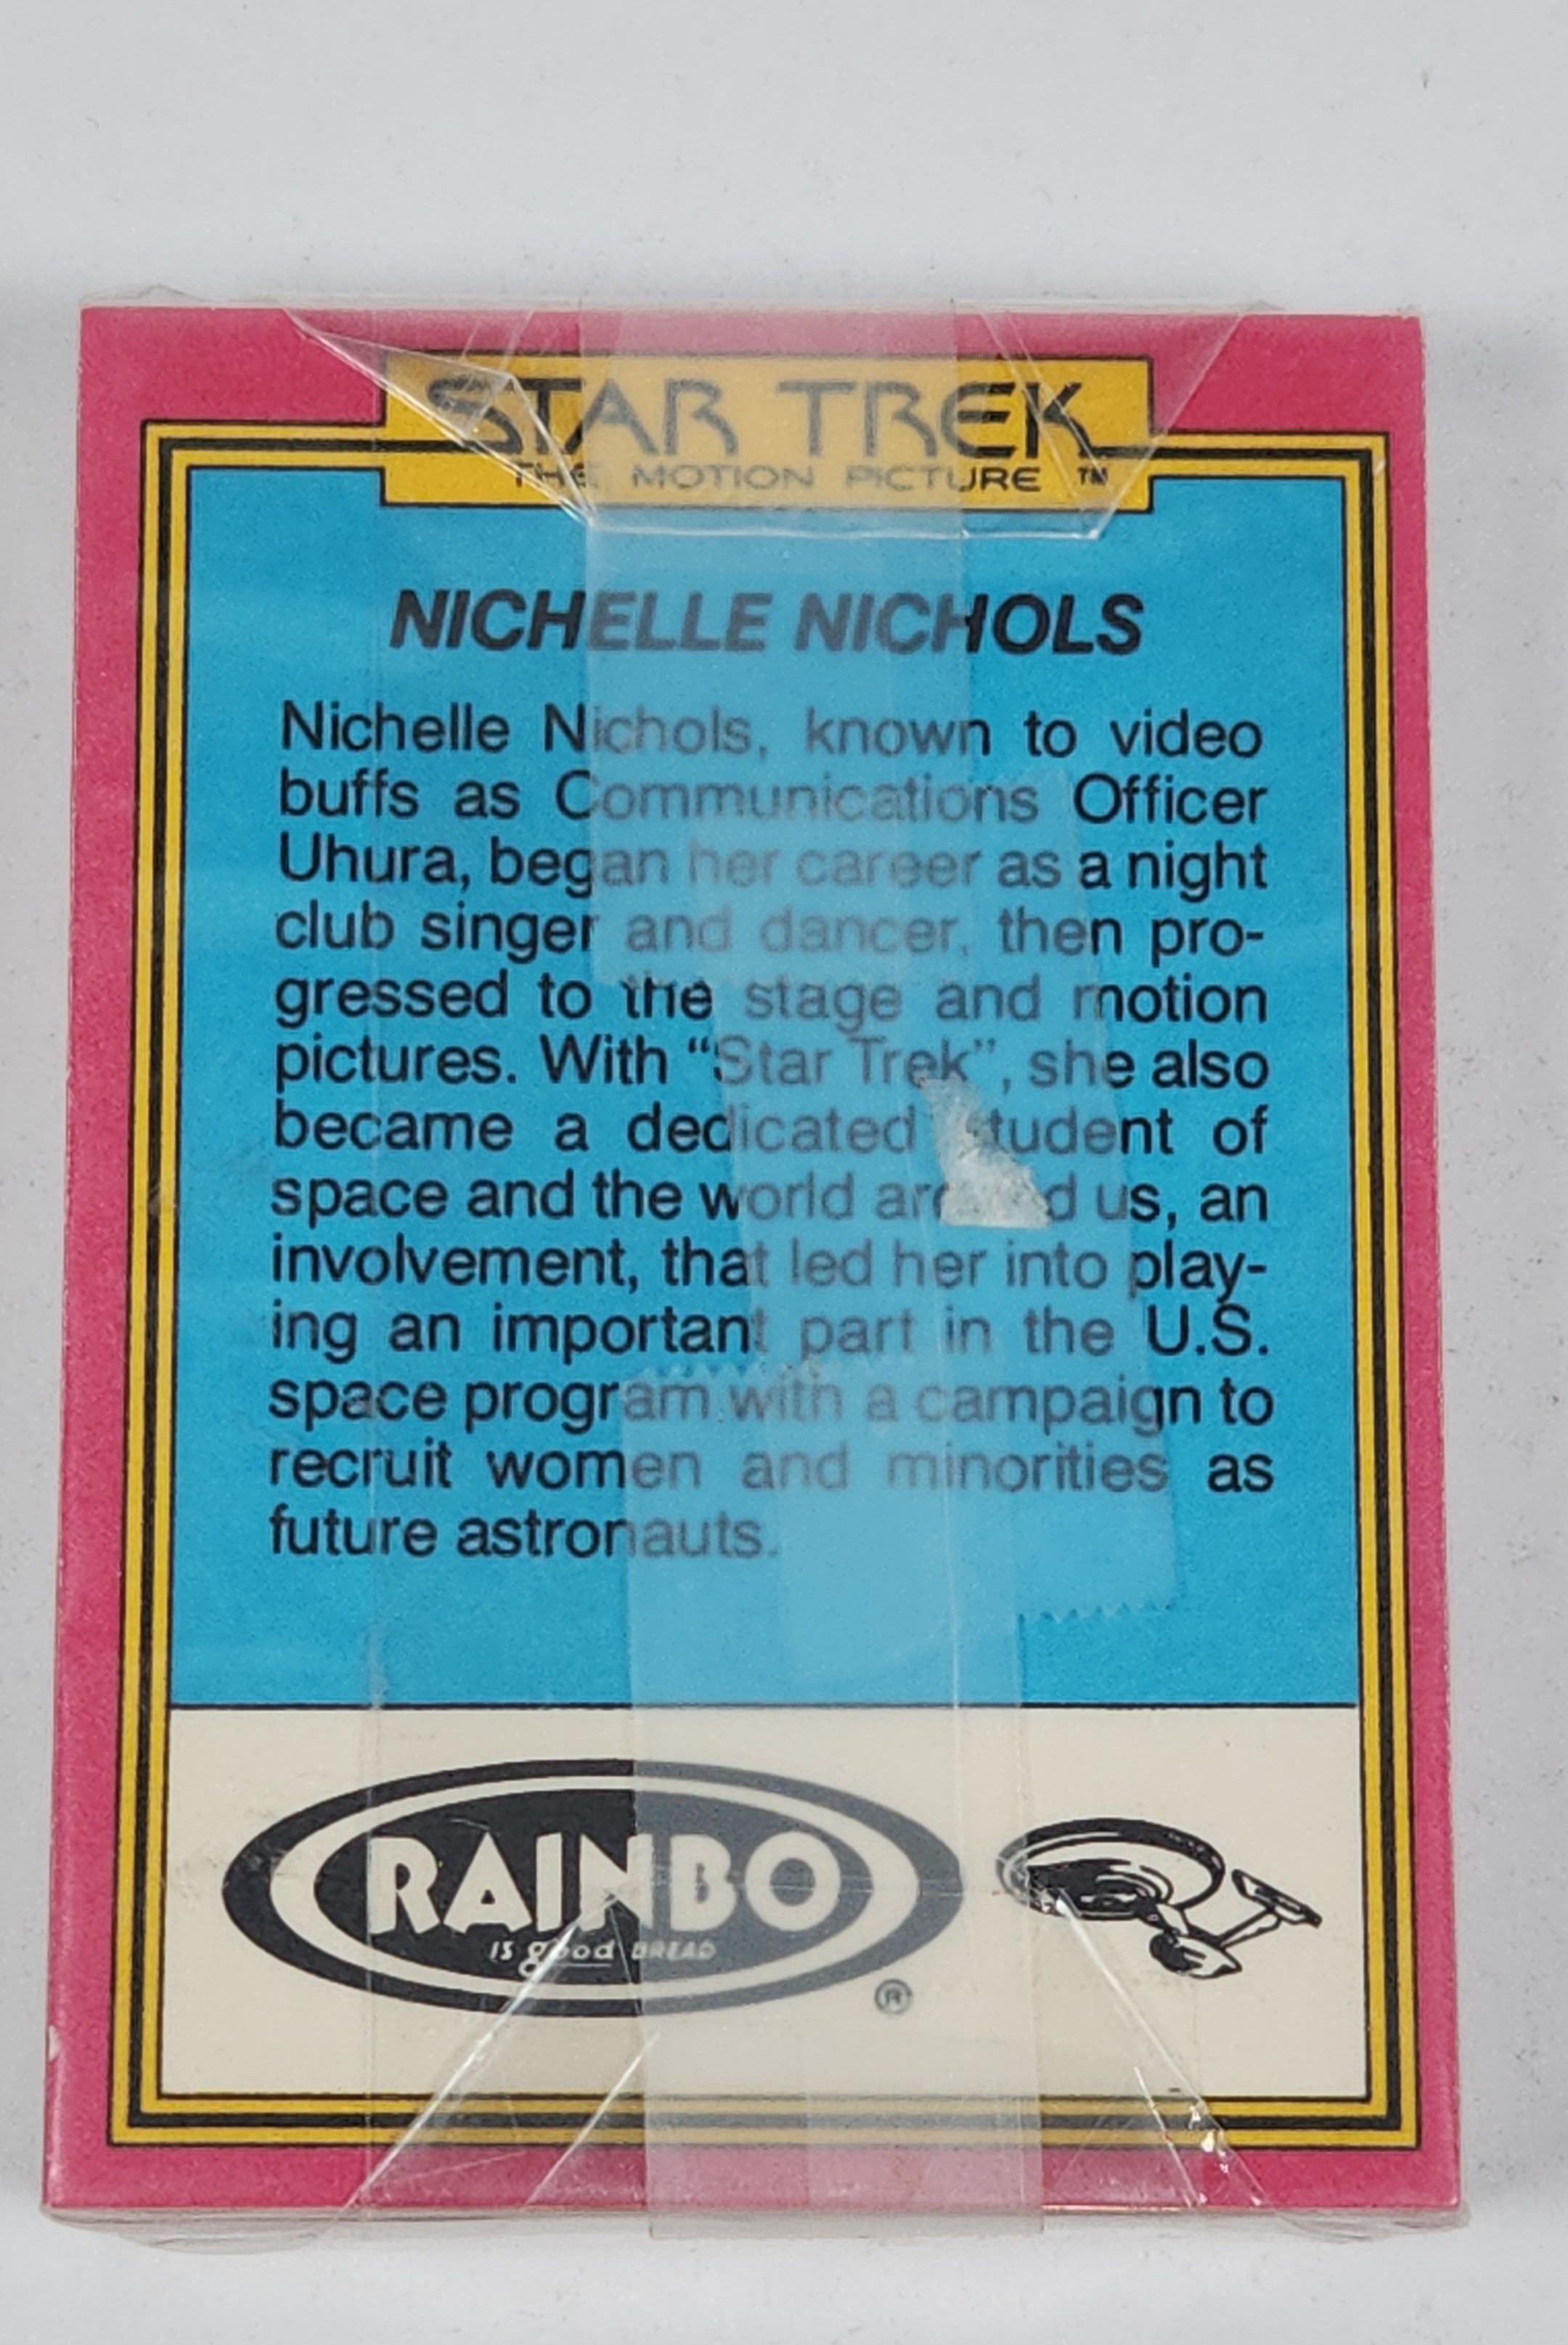 STAR TREK
THE MOTION PICTURE ™
NICHELLE NICHOLS
Nichelle Nichols, known to video
buffs as Communications Officer
Uhura, began her career as a night
club singer and dancer, then pro-
gressed to the stage and motion
pictures. With “Star Trek”, she also
became a dedicated student of
space and the world around us, an
involvement, that led her into play-
ing an important part in the U.S.
space program with a campaign to
recruit women and minorities as
future astronauts.
RAINBO
IS good BREAD
®